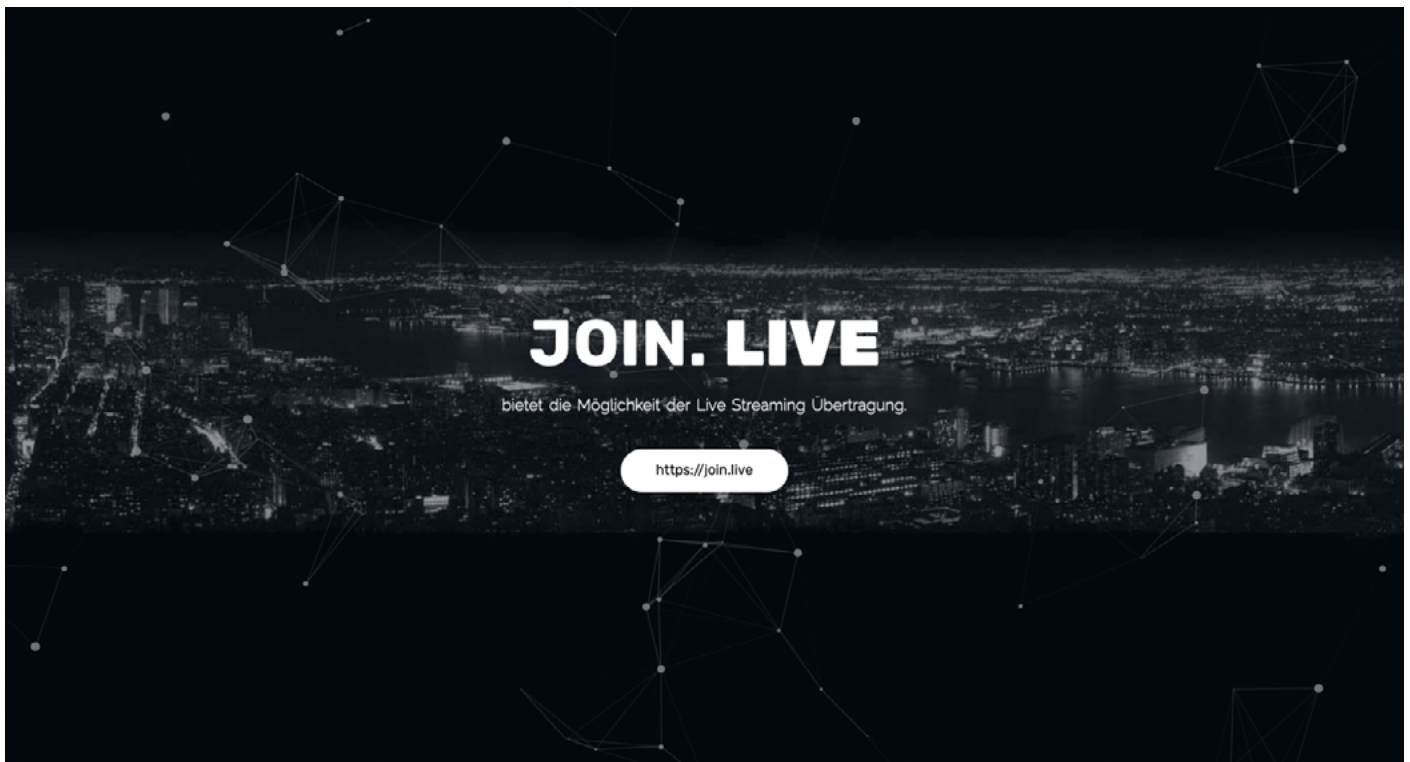 JOIN. LIVE
bietet die Möglichkeit der Live Streaming Übertragung.
https://join.live